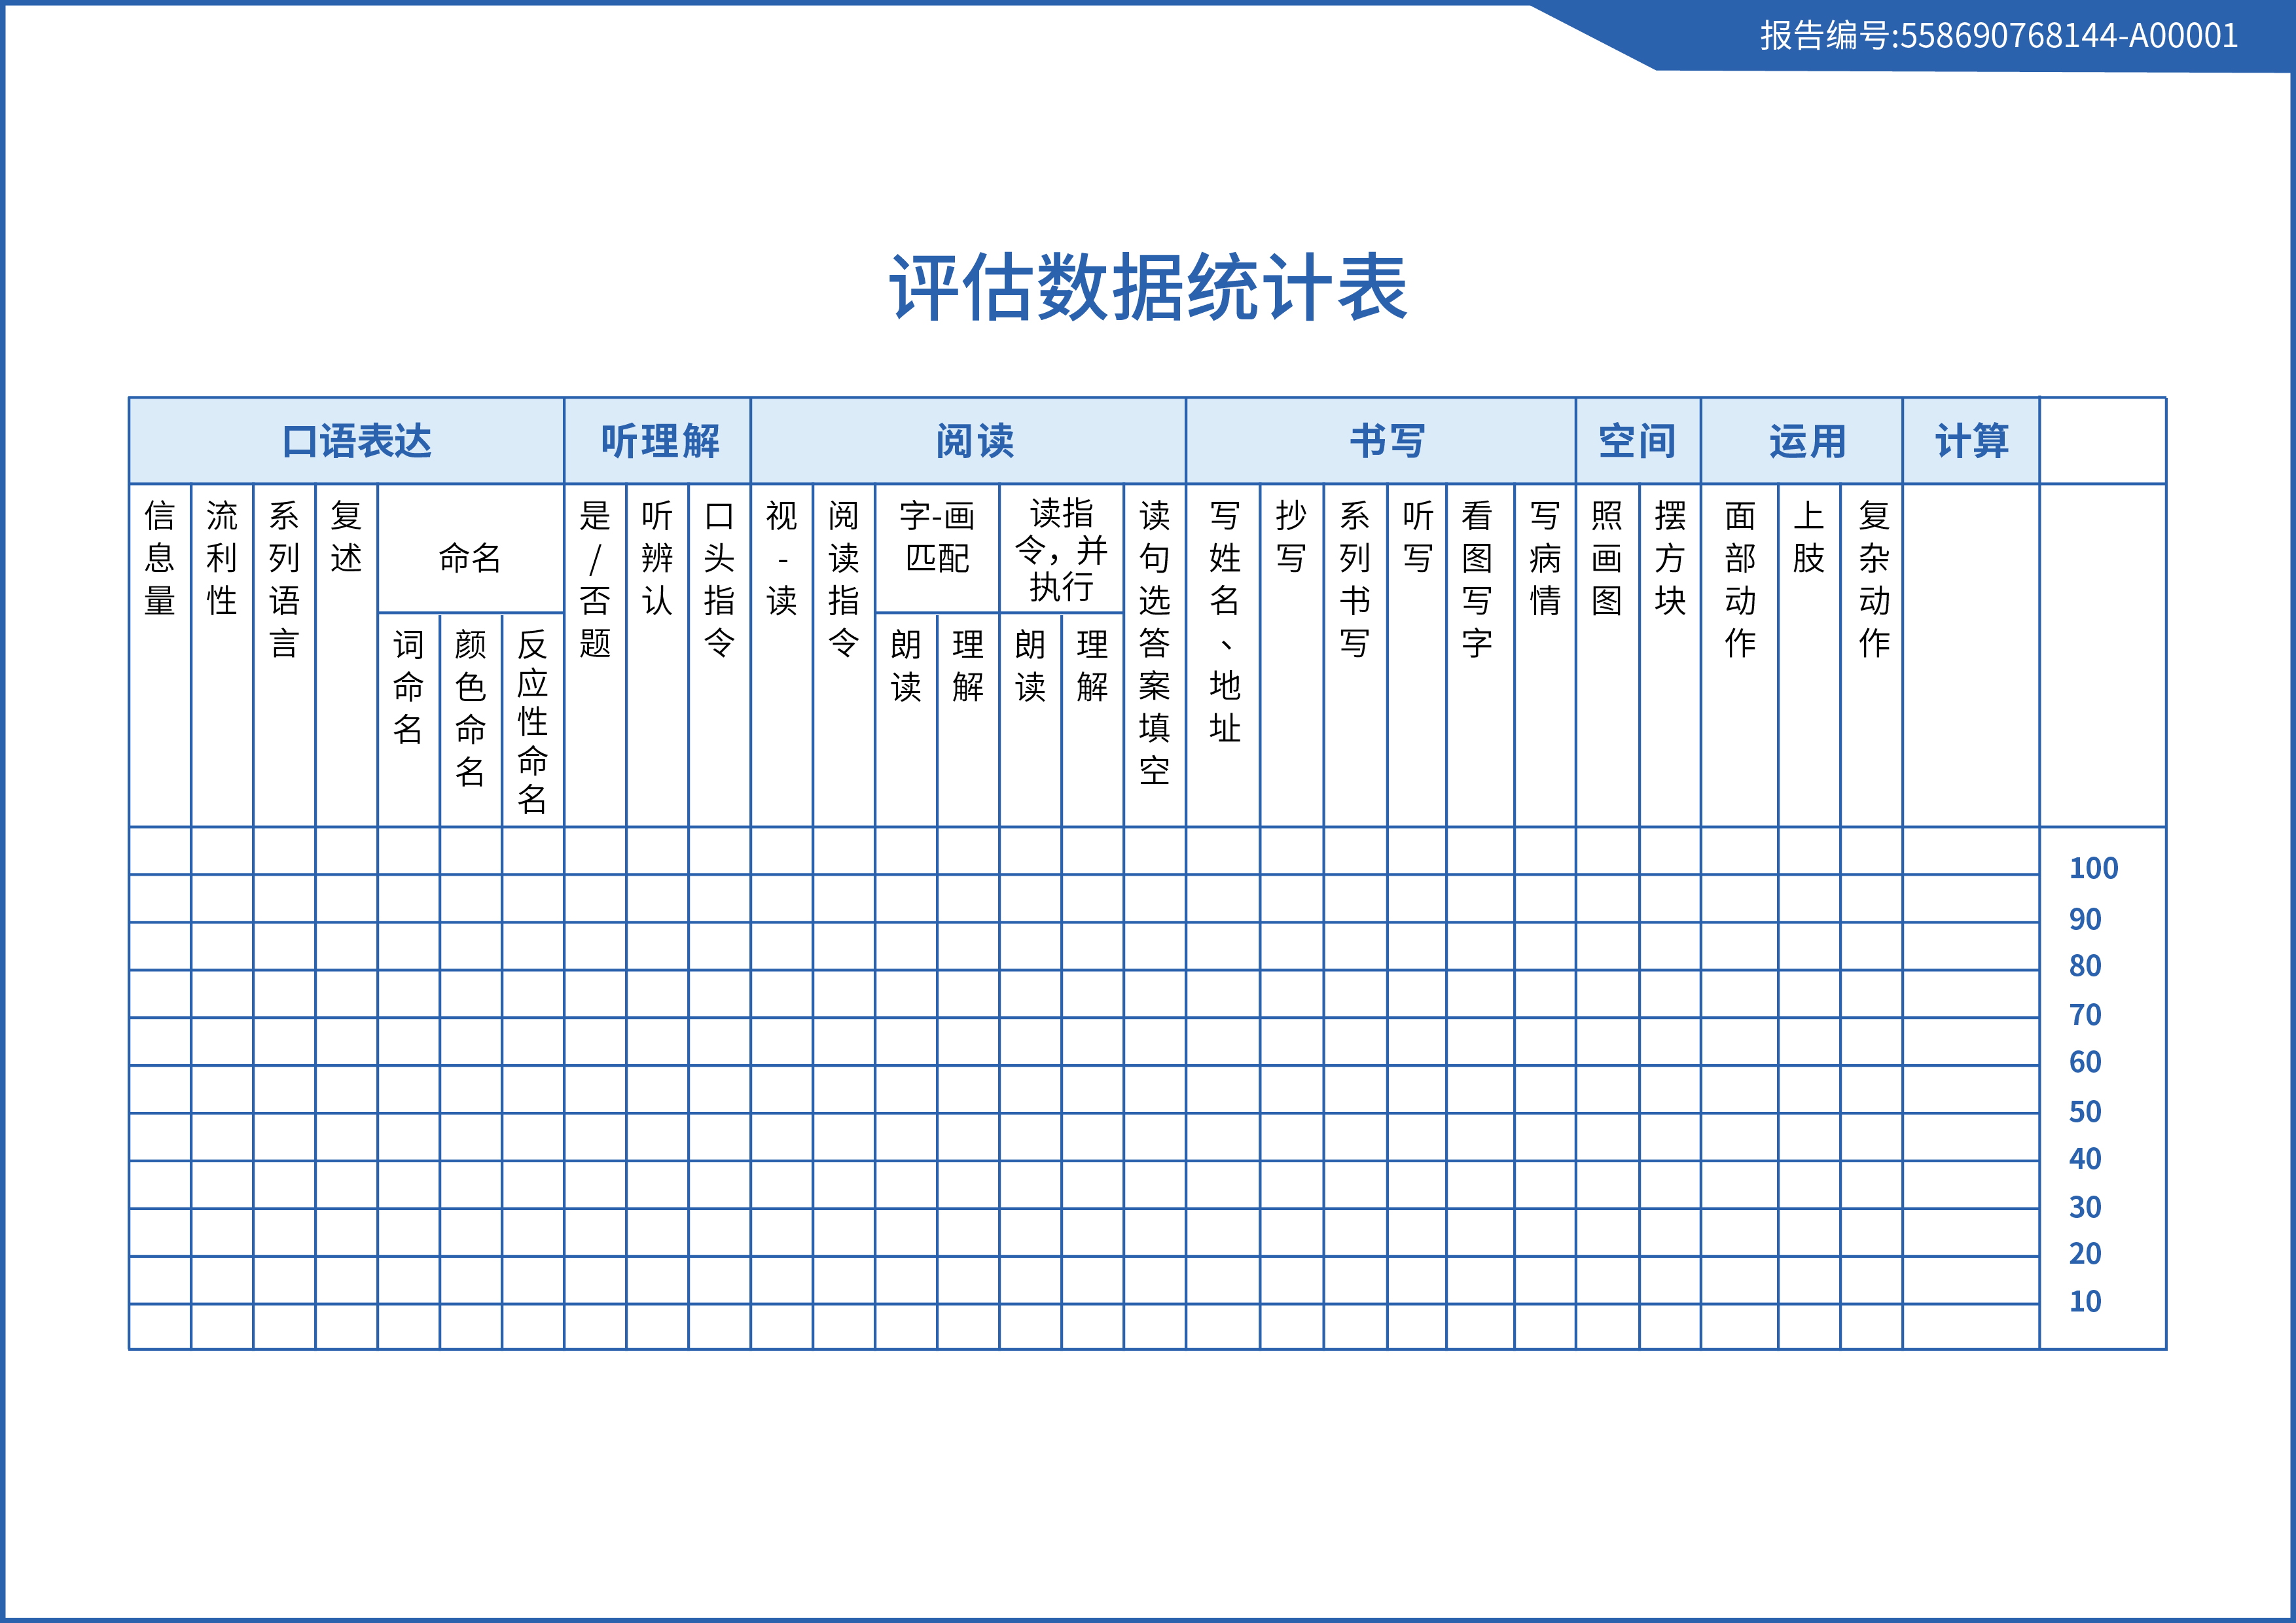 报告编号:558690768144-A00001
评估数据统计表
口语表达 听理解 阅读 书写 空间 运用 计算
信息量
流利性
系列语言
复述
命名
词命名
颜色命名
反应性命名
是/否题
听辨认
口头指令
视-读
阅读指令
字-画
匹配
朗读
理解
读指
令，并
执行
朗读
理解
读句选答案填空
写姓名、地址
抄写
系列书写
听写
看图写字
写病情
照画图
摆方块
面部动作
上肢
复杂动作
100
90
80
70
60
50
40
30
20
10